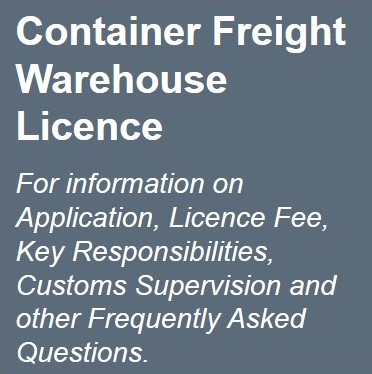 Container Freight
Warehouse
Licence
For information on
Application, Licence Fee,
Key Responsibilities,
Customs Supervision and
other Frequently Asked
Questions.